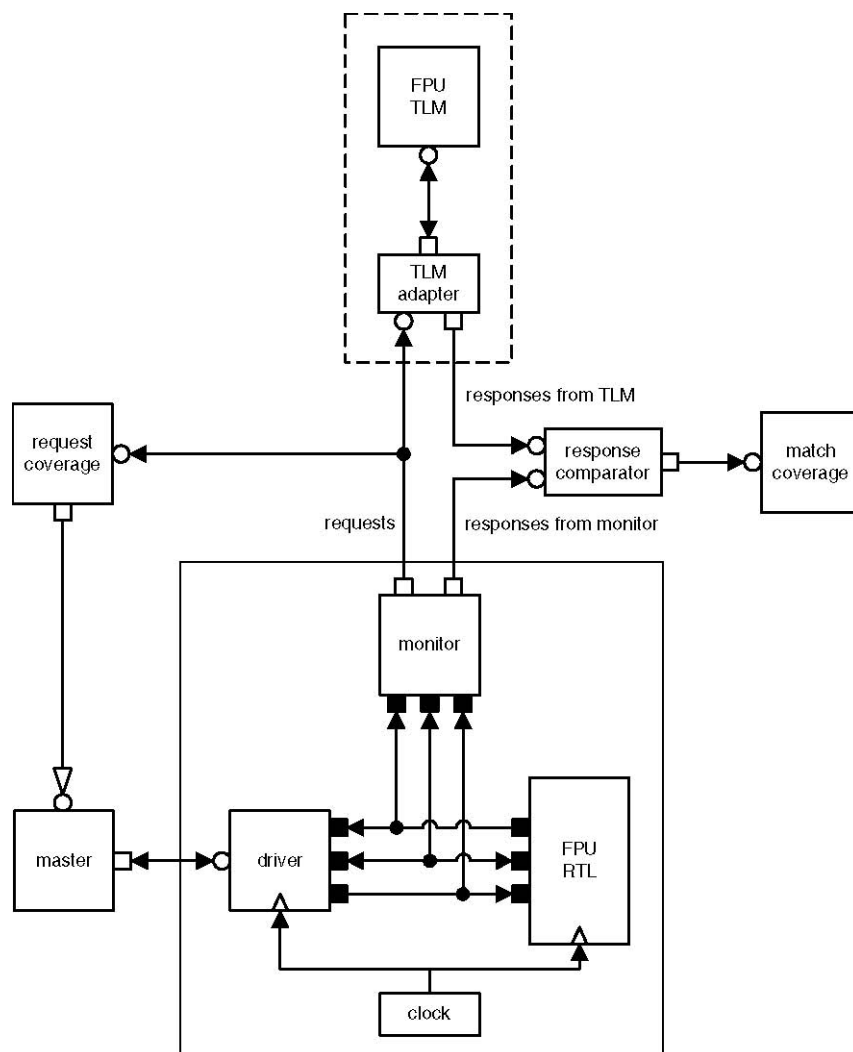 FPU
TLM
TLM
adapter
responses from TLM
request
coverage
response
comparator
match
coverage
requests
responses from monitor
monitor
master
driver
FPU
RTL
clock